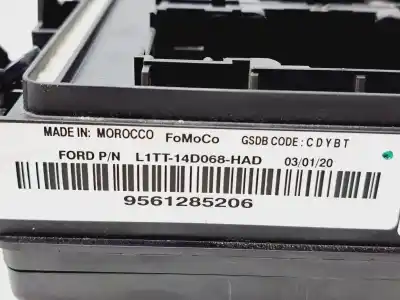 MADE IN: MOROCCO FoMoCo GSDB CODE: CDYBT
FORD P/N L1TT-14D068-HAD 03/01/20
9561285206